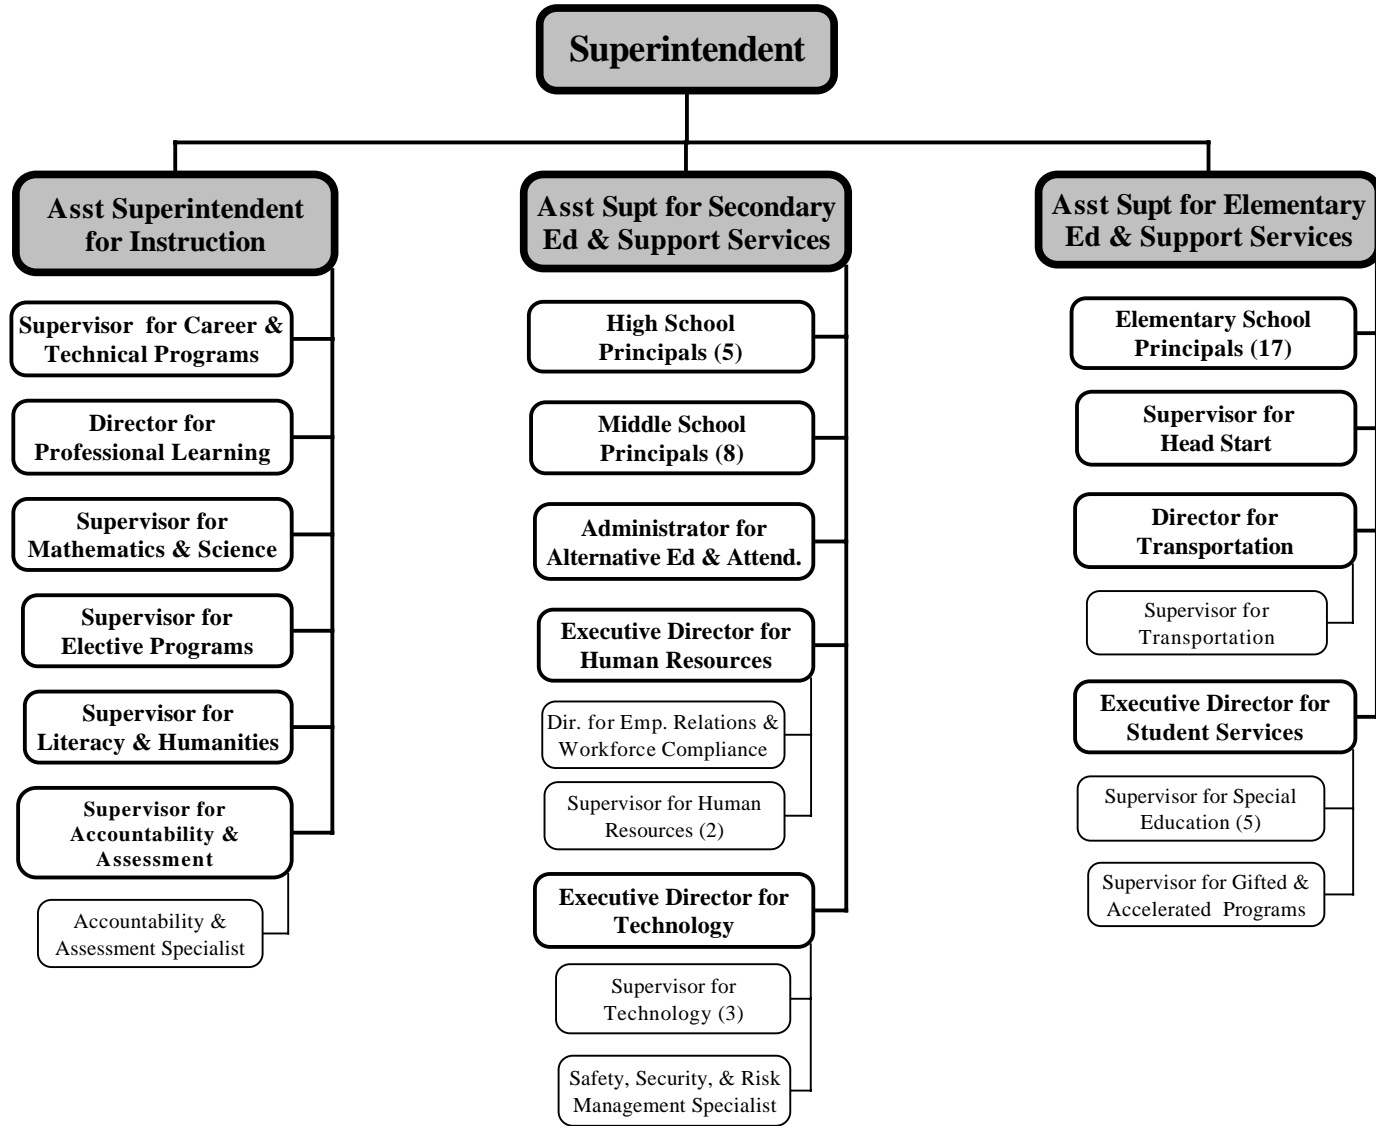 Superintendent
Asst Superintendent
for Instruction
Supervisor for Career &
Technical Programs
Director for
Professional Learning
Supervisor for
Mathematics & Science
Supervisor for
Elective Programs
Supervisor for
Literacy & Humanities
Supervisor for
Accountability &
Assessment
Accountability &
Assessment Specialist
Asst Supt for Secondary
Ed & Support Services
High School
Principals (5)
Middle School
Principals (8)
Administrator for
Alternative Ed & Attend.
Executive Director for
Human Resources
Dir. for Emp. Relations &
Workforce Compliance
Supervisor for Human
Resources (2)
Executive Director for
Technology
Supervisor for
Technology (3)
Safety, Security, & Risk
Management Specialist
Asst Supt for Elementary
Ed & Support Services
Elementary School
Principals (17)
Supervisor for
Head Start
Director for
Transportation
Supervisor for
Transportation
Executive Director for
Student Services
Supervisor for Special
Education (5)
Supervisor for Gifted &
Accelerated Programs